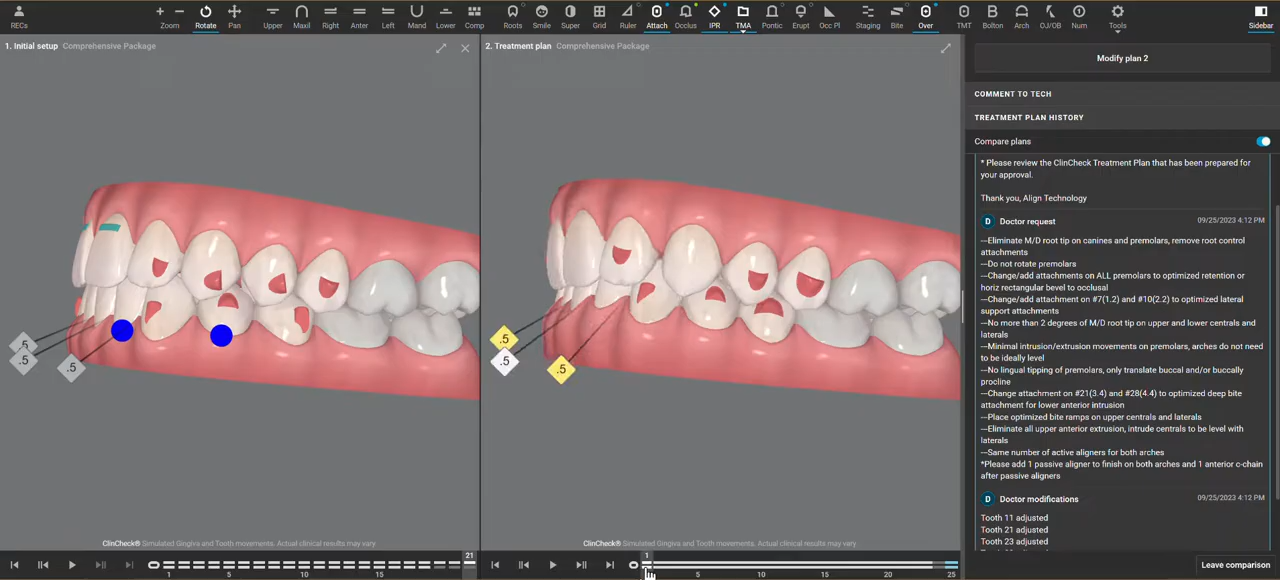 RECs
Zoom
Rotate
Pan
Upper
Maxil
Right
Anter
Left
Mand
Lower
Comp
Roots
Smile
Super
Grid
Ruler
Attach
Occlus
IPR
TMA
Pontic
Erupt
Occ Pl
Staging
Bite
Over
TMT
Bolton
Arch
OJ/OB
Num
Tools
Sidebar
1. Initial setup Comprehensive Package
2. Treatment plan Comprehensive Package
.5
.5
.5
.5
.5
.5
ClinCheck® Simulated Gingiva and Tooth movements. Actual clinical results may vary.
ClinCheck® Simulated Gingiva and Tooth movements. Actual clinical results may vary.
21
1 5 10 15
1
5 10 15 20 25
Modify plan 2
COMMENT TO TECH
TREATMENT PLAN HISTORY
Compare plans
* Please review the ClinCheck Treatment Plan that has been prepared for
your approval.
Thank you, Align Technology
D Doctor request 09/25/2023 4:12 PM
---Eliminate M/D root tip on canines and premolars, remove root control
attachments
---Do not rotate premolars
---Change/add attachments on ALL premolars to optimized retention or
horiz rectangular bevel to occlusal
---Change/add attachment on #7(1.2) and #10(2.2) to optimized lateral
support attachments
---No more than 2 degrees of M/D root tip on upper and lower centrals and
laterals
---Minimal intrusion/extrusion movements on premolars, arches do not need
to be ideally level
---No lingual tipping of premolars, only translate buccal and/or buccally
procline
---Change attachment on #21(3.4) and #28(4.4) to optimized deep bite
attachment for lower anterior intrusion
---Place optimized bite ramps on upper centrals and laterals
---Eliminate all upper anterior extrusion, intrude centrals to be level with
laterals
---Same number of active aligners for both arches
*Please add 1 passive aligner to finish on both arches and 1 anterior c-chain
after passive aligners
D Doctor modifications 09/25/2023 4:12 PM
Tooth 11 adjusted
Tooth 21 adjusted
Tooth 23 adjusted
Leave comparison